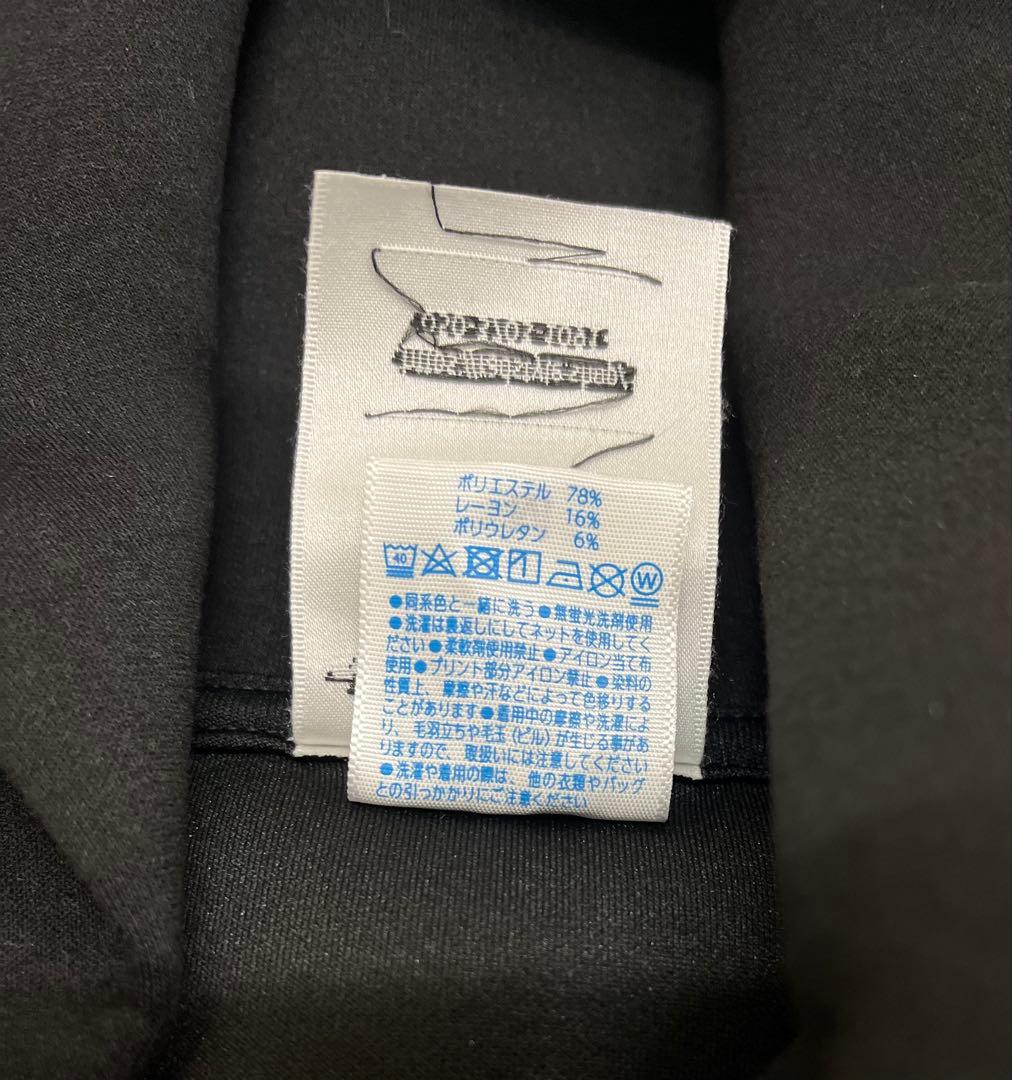 ポリエステル 78%
レーヨン 16%
ポリウレタン 6%
40 W
●同系色と一緒に洗う●無蛍光洗剤使用
●洗濯は裏返しにしてネットを使用してく
ださい●柔軟剤使用禁止●アイロン当て布
使用●プリント部分アイロン禁止●染料の
性質上、摩擦や汗などによって色移りする
ことがあります●着用中の摩擦や洗濯によ
り、毛羽立ちや毛玉(ピル)が生じる事があ
りますので、取扱いには注意してください
●洗濯や着用の際は、他の衣類やバッグ
との引っかかりにご注意ください